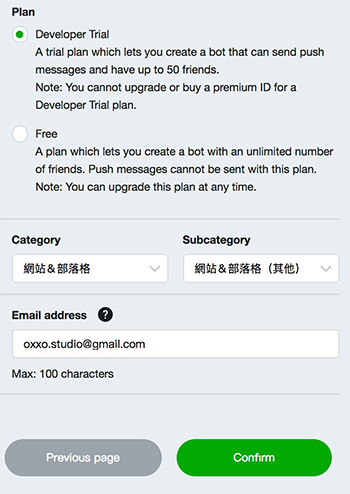 Plan
Developer Trial
A trial plan which lets you create a bot that can send push
messages and have up to 50 friends.
Note: You cannot upgrade or buy a premium ID for a
Developer Trial plan.
Free
A plan which lets you create a bot with an unlimited number
of friends. Push messages cannot be sent with this plan.
Note: You can upgrade this plan at any time.
Category Subcategory
網站＆部落格 網站＆部落格（其他）
Email address ?
oxxo.studio@gmail.com
Max: 100 characters
Previous page Confirm